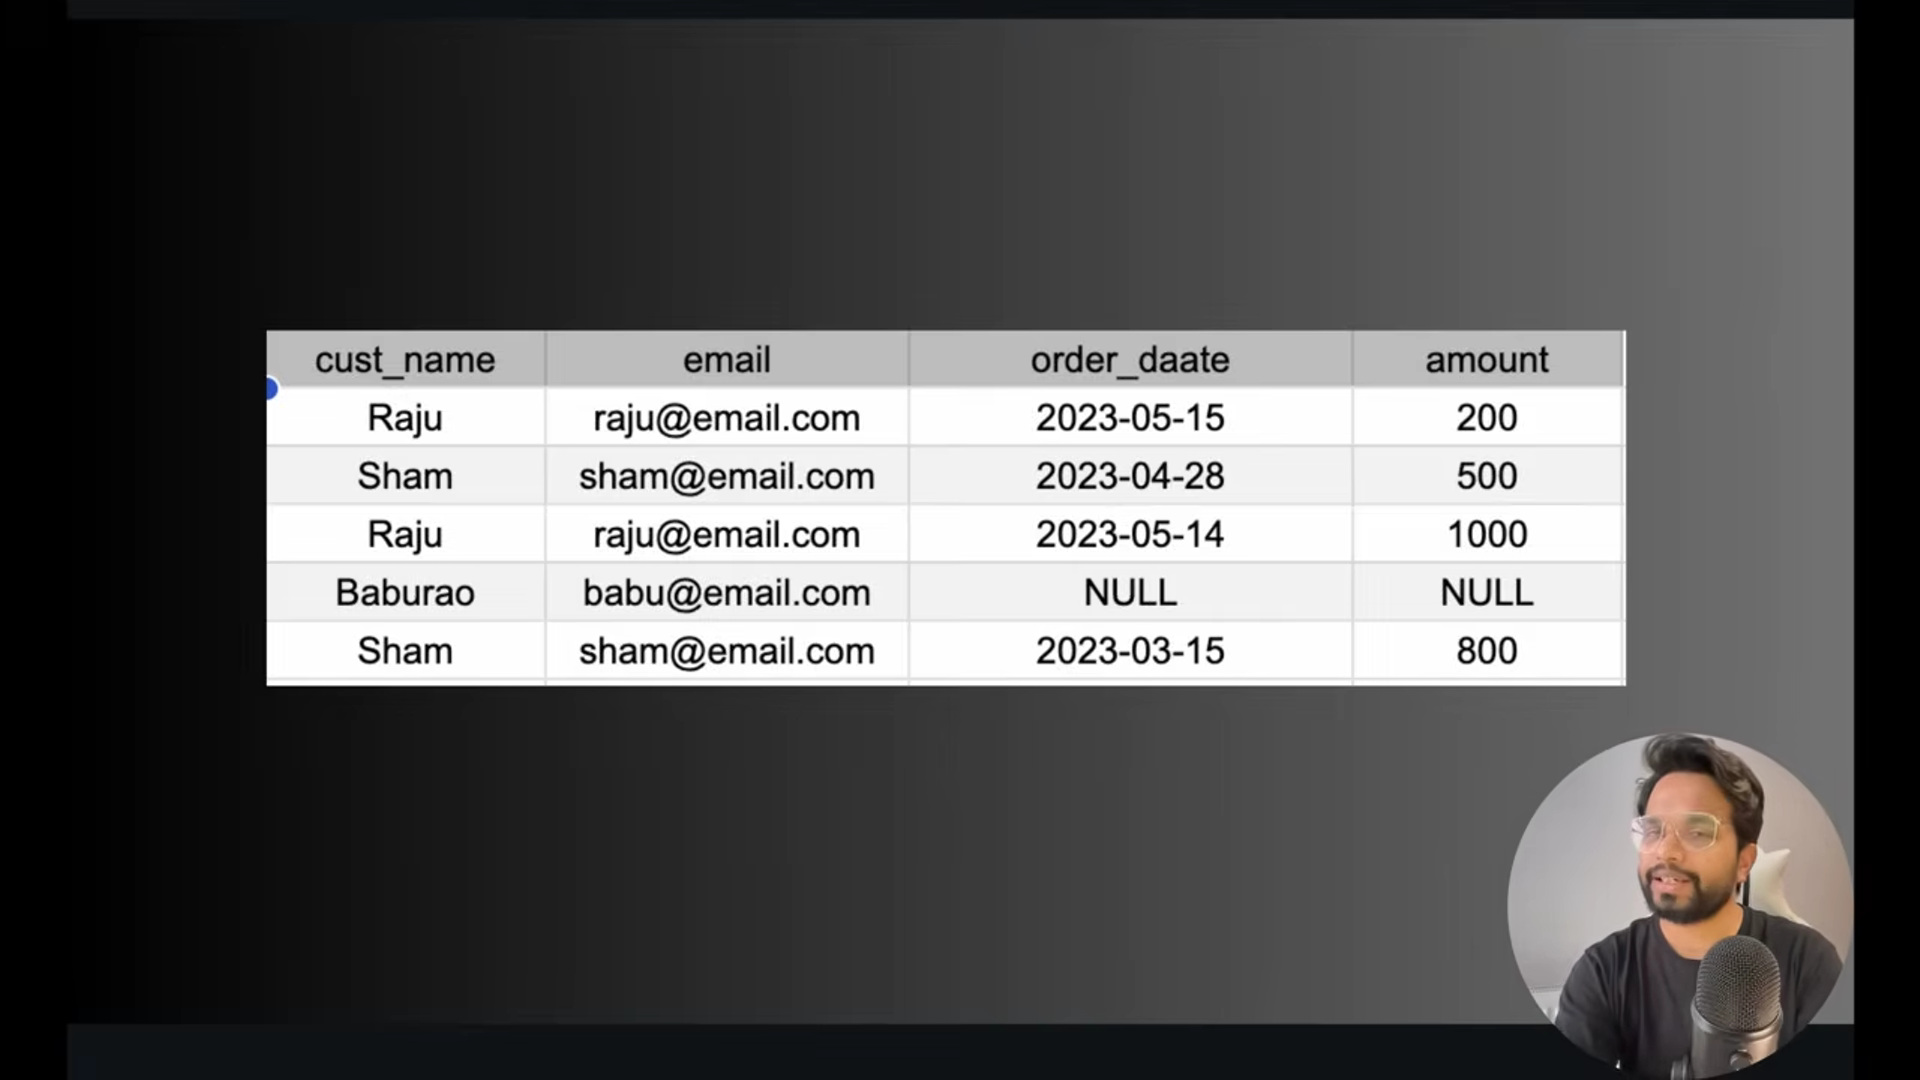 cust_name email order_daate amount
Raju raju@email.com 2023-05-15 200
Sham sham@email.com 2023-04-28 500
Raju raju@email.com 2023-05-14 1000
Baburao babu@email.com NULL NULL
Sham sham@email.com 2023-03-15 800